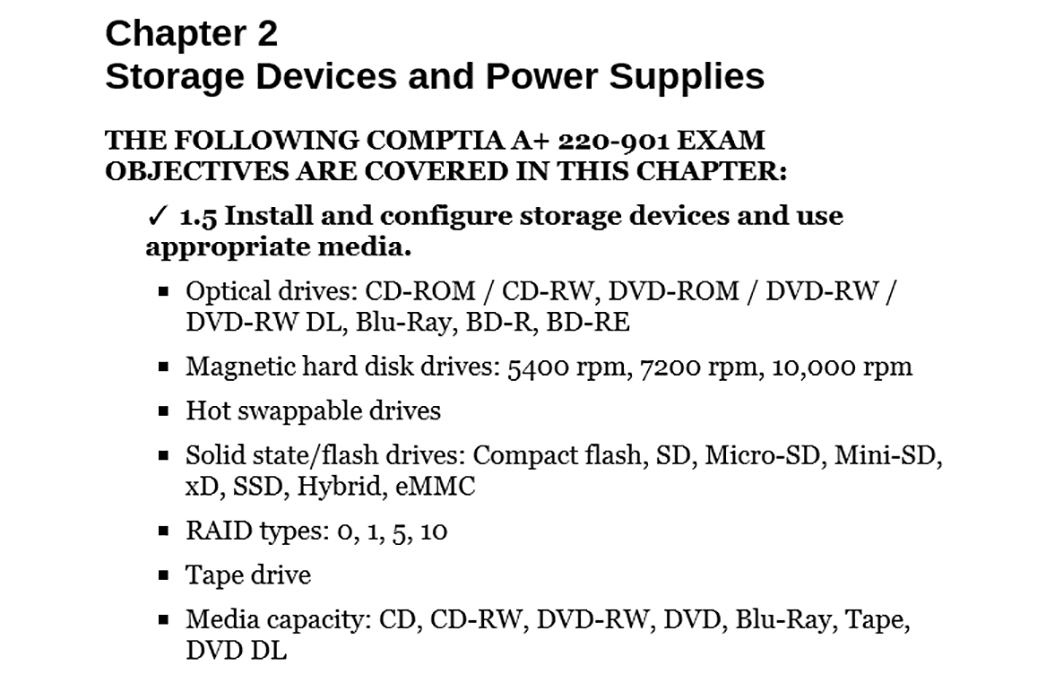 Chapter 2
Storage Devices and Power Supplies
THE FOLLOWING COMPTIA A+ 220-901 EXAM
OBJECTIVES ARE COVERED IN THIS CHAPTER:
✓ 1.5 Install and configure storage devices and use
appropriate media.
▪ Optical drives: CD-ROM / CD-RW, DVD-ROM / DVD-RW /
DVD-RW DL, Blu-Ray, BD-R, BD-RE
▪ Magnetic hard disk drives: 5400 rpm, 7200 rpm, 10,000 rpm
▪ Hot swappable drives
▪ Solid state/flash drives: Compact flash, SD, Micro-SD, Mini-SD,
xD, SSD, Hybrid, eMMC
▪ RAID types: 0, 1, 5, 10
▪ Tape drive
▪ Media capacity: CD, CD-RW, DVD-RW, DVD, Blu-Ray, Tape,
DVD DL